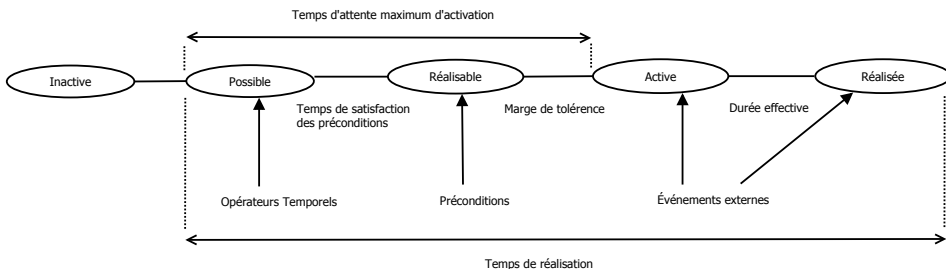 Temps d'attente maximum d'activation
Inactive
Possible
Réalisable
Active
Réalisée
Temps de satisfaction
des préconditions
Marge de tolérence
Durée effective
Opérateurs Temporels
Préconditions
Événements externes
Temps de réalisation